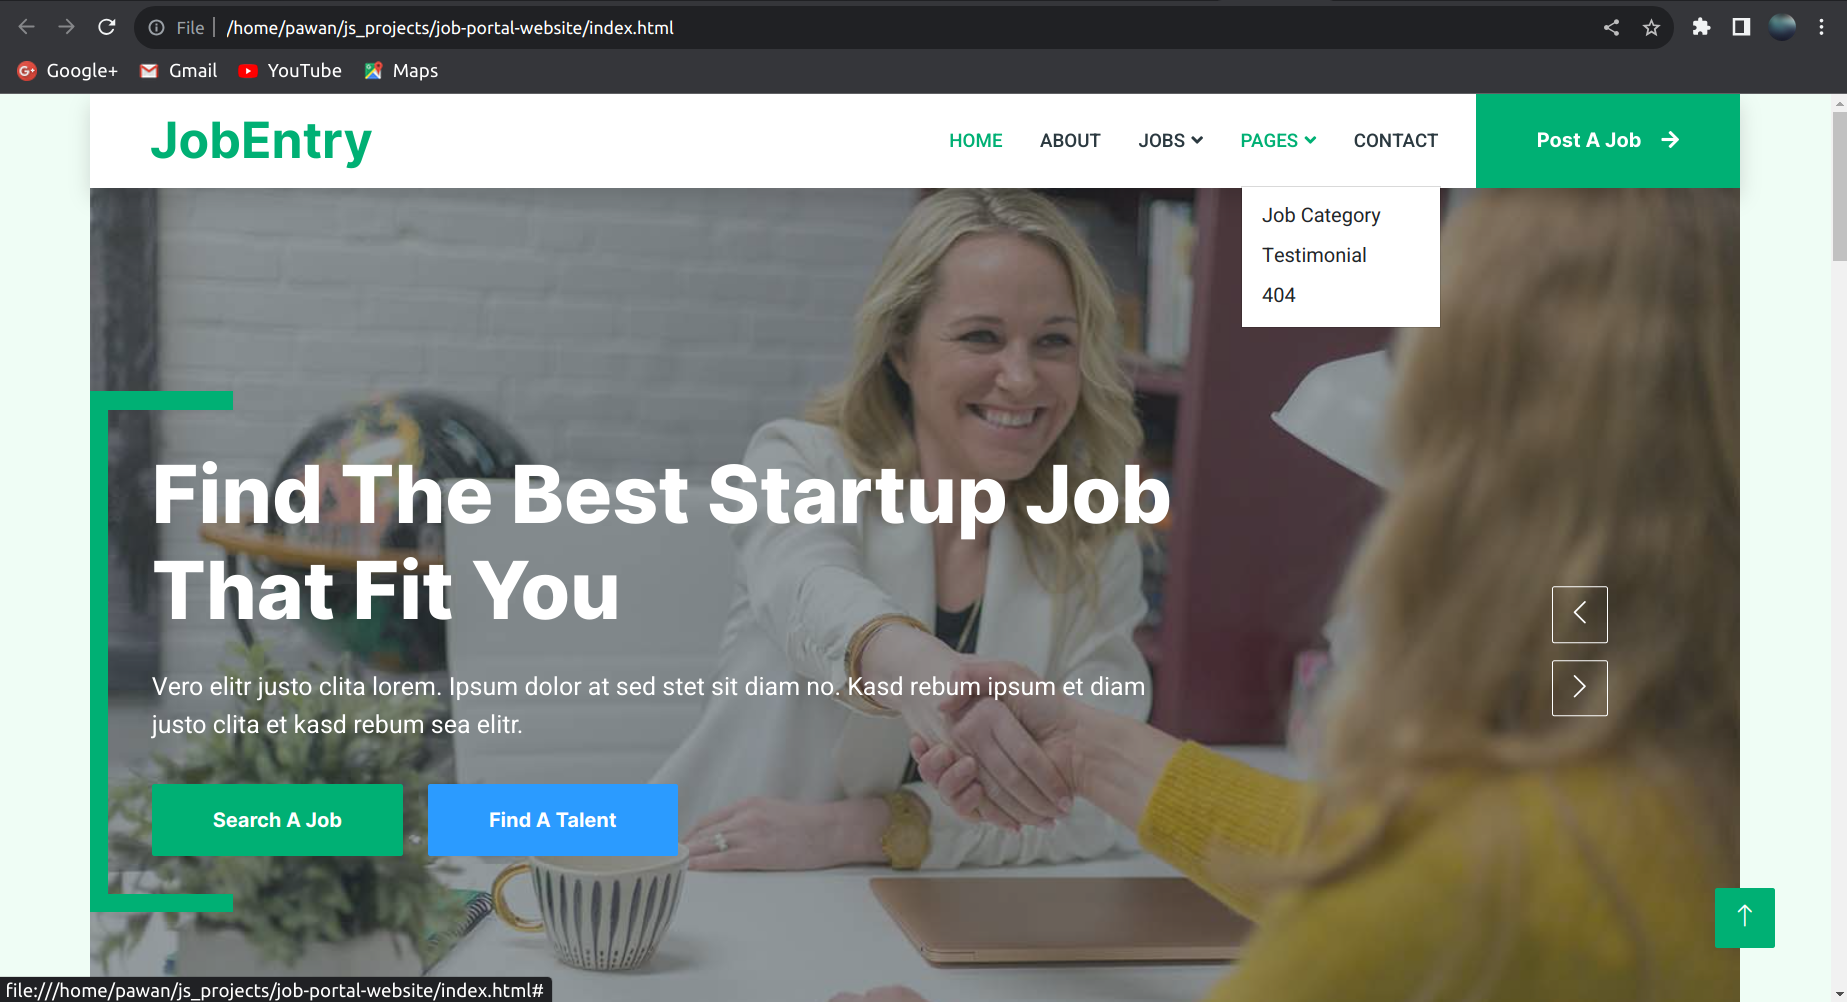 File | /home/pawan/js_projects/job-portal-website/index.html
Google+ Gmail YouTube Maps
JobEntry HOME ABOUT JOBS PAGES CONTACT Post A Job
Job Category
Testimonial
404
Find The Best Startup Job
That Fit You
Vero elitr justo clita lorem. Ipsum dolor at sed stet sit diam no. Kasd rebum ipsum et diam
justo clita et kasd rebum sea elitr.
Search A Job Find A Talent
file:///home/pawan/js_projects/job-portal-website/index.html#